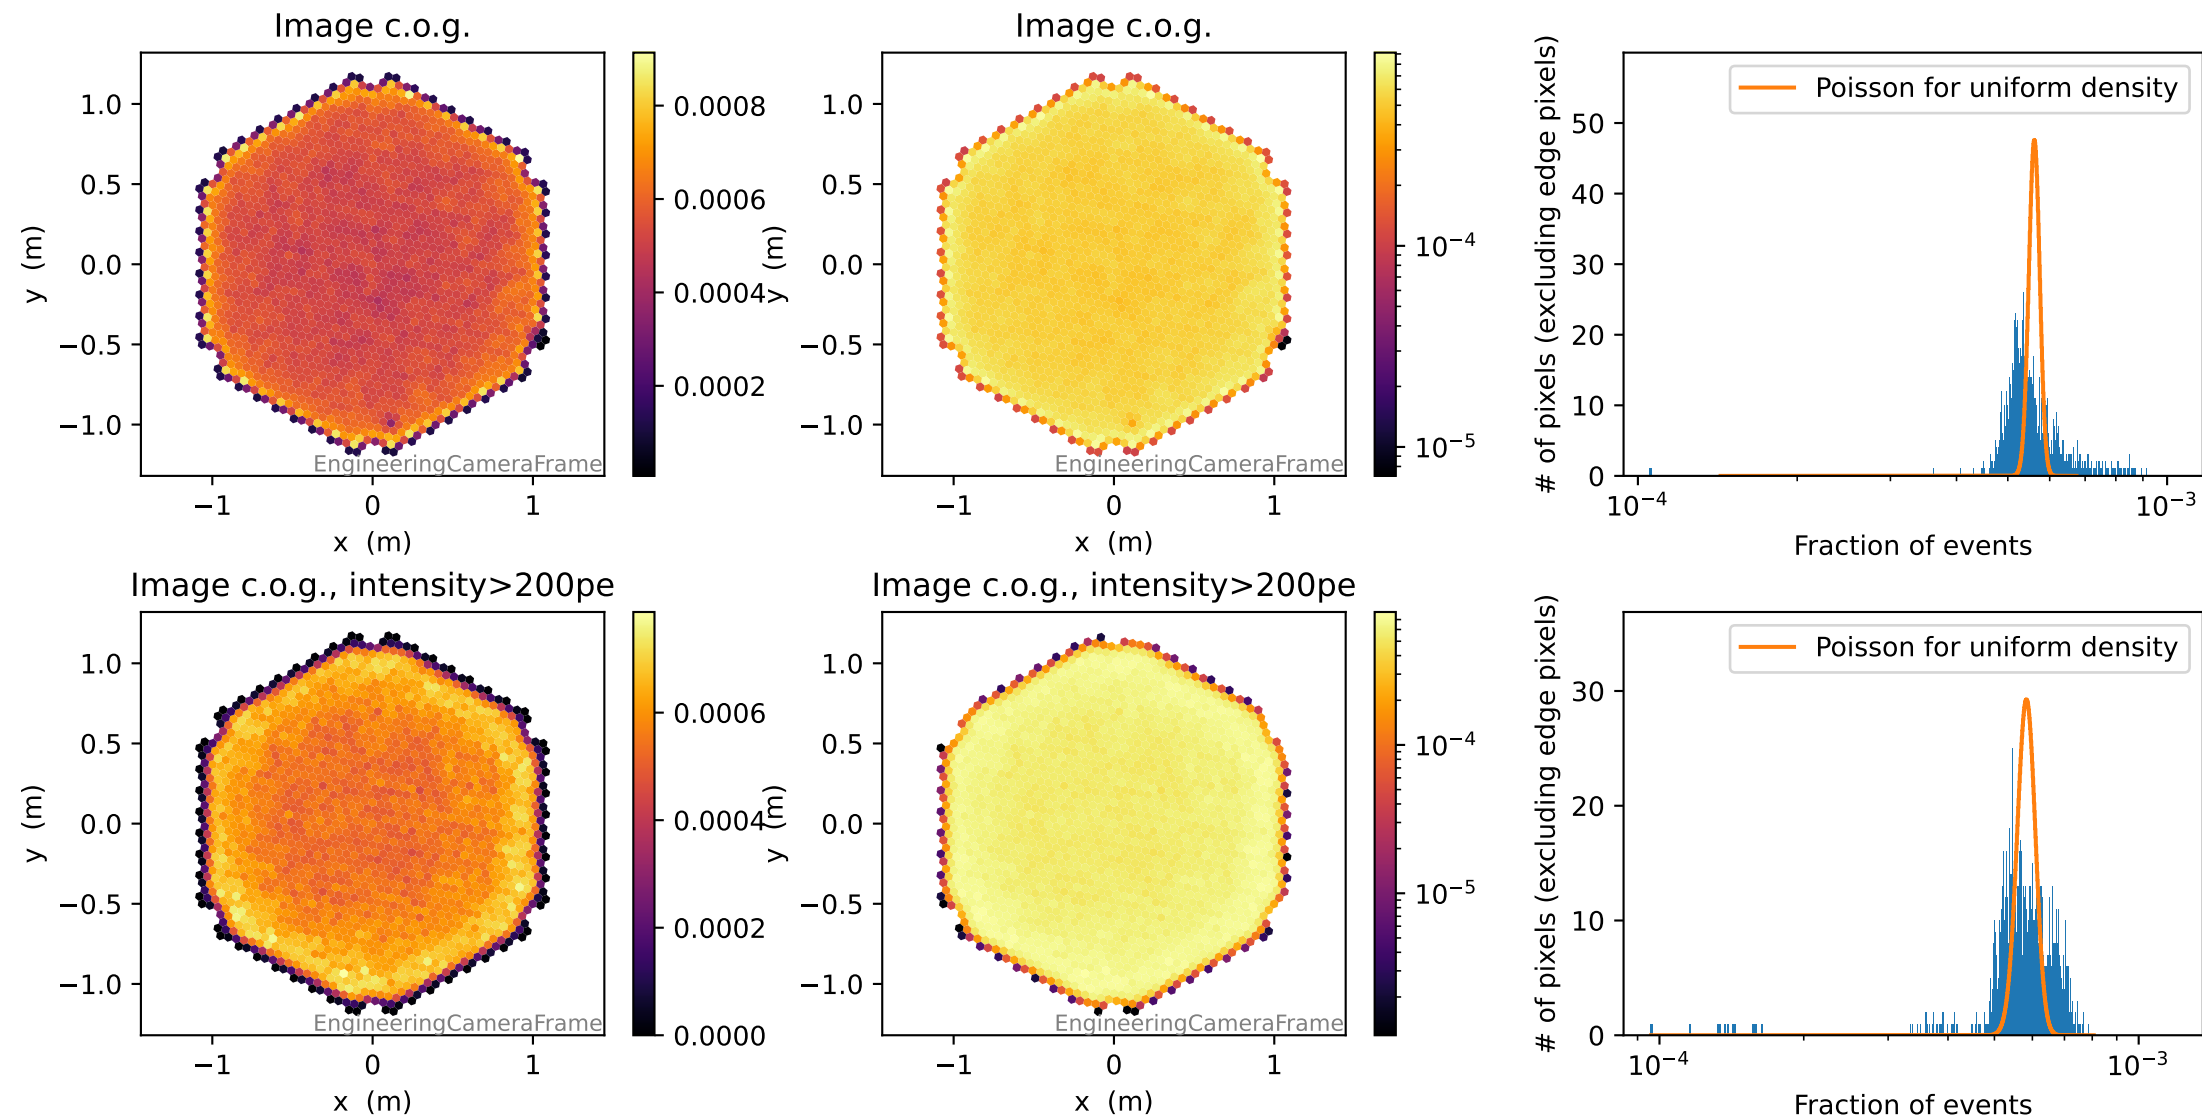 Image c.o.g.
y (m)
1.0
0.5
0.0
−0.5
−1.0
−1
0
1
x (m)
EngineeringCameraFrame
0.0008
0.0006
0.0004
0.0002
Image c.o.g.
y (m)
1.0
0.5
0.0
−0.5
−1.0
−1
0
1
x (m)
EngineeringCameraFrame
10−4
10−5
# of pixels (excluding edge pixels)
50
40
30
20
10
0
Poisson for uniform density
10−4
10−3
Fraction of events
Image c.o.g., intensity>200pe
y (m)
1.0
0.5
0.0
−0.5
−1.0
−1
0
1
x (m)
EngineeringCameraFrame
0.0006
0.0004
0.0002
0.0000
Image c.o.g., intensity>200pe
y (m)
1.0
0.5
0.0
−0.5
−1.0
−1
0
1
x (m)
EngineeringCameraFrame
10−4
10−5
# of pixels (excluding edge pixels)
30
20
10
0
Poisson for uniform density
10−4
10−3
Fraction of events